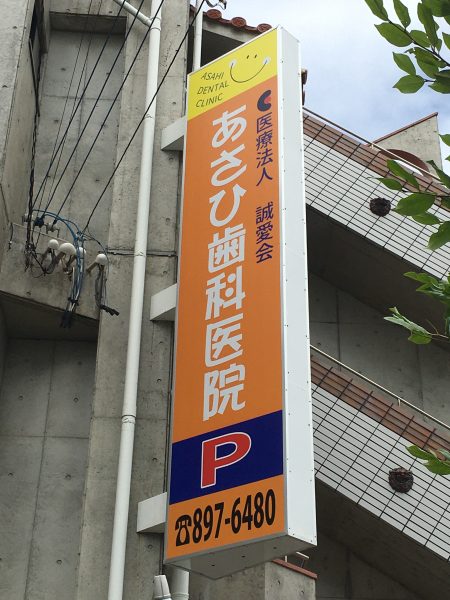 ASAHI
DENTAL
CLINIC
医療法人 誠愛会
あさひ歯科医院
P
☎897-6480